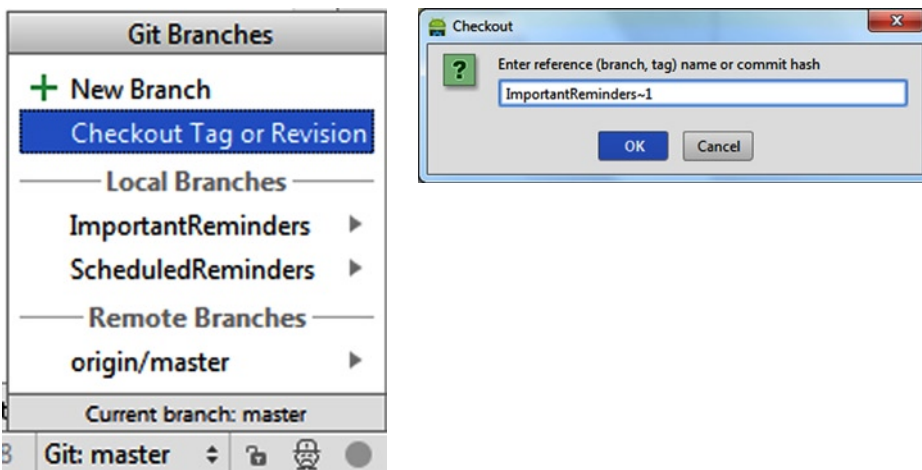 Git Branches
New Branch
Checkout Tag or Revision
Local Branches
ImportantReminders
ScheduledReminders
Remote Branches
origin/master
Current branch: master
Git: master
Checkout
Enter reference (branch, tag) name or commit hash
ImportantReminders~1
OK
Cancel